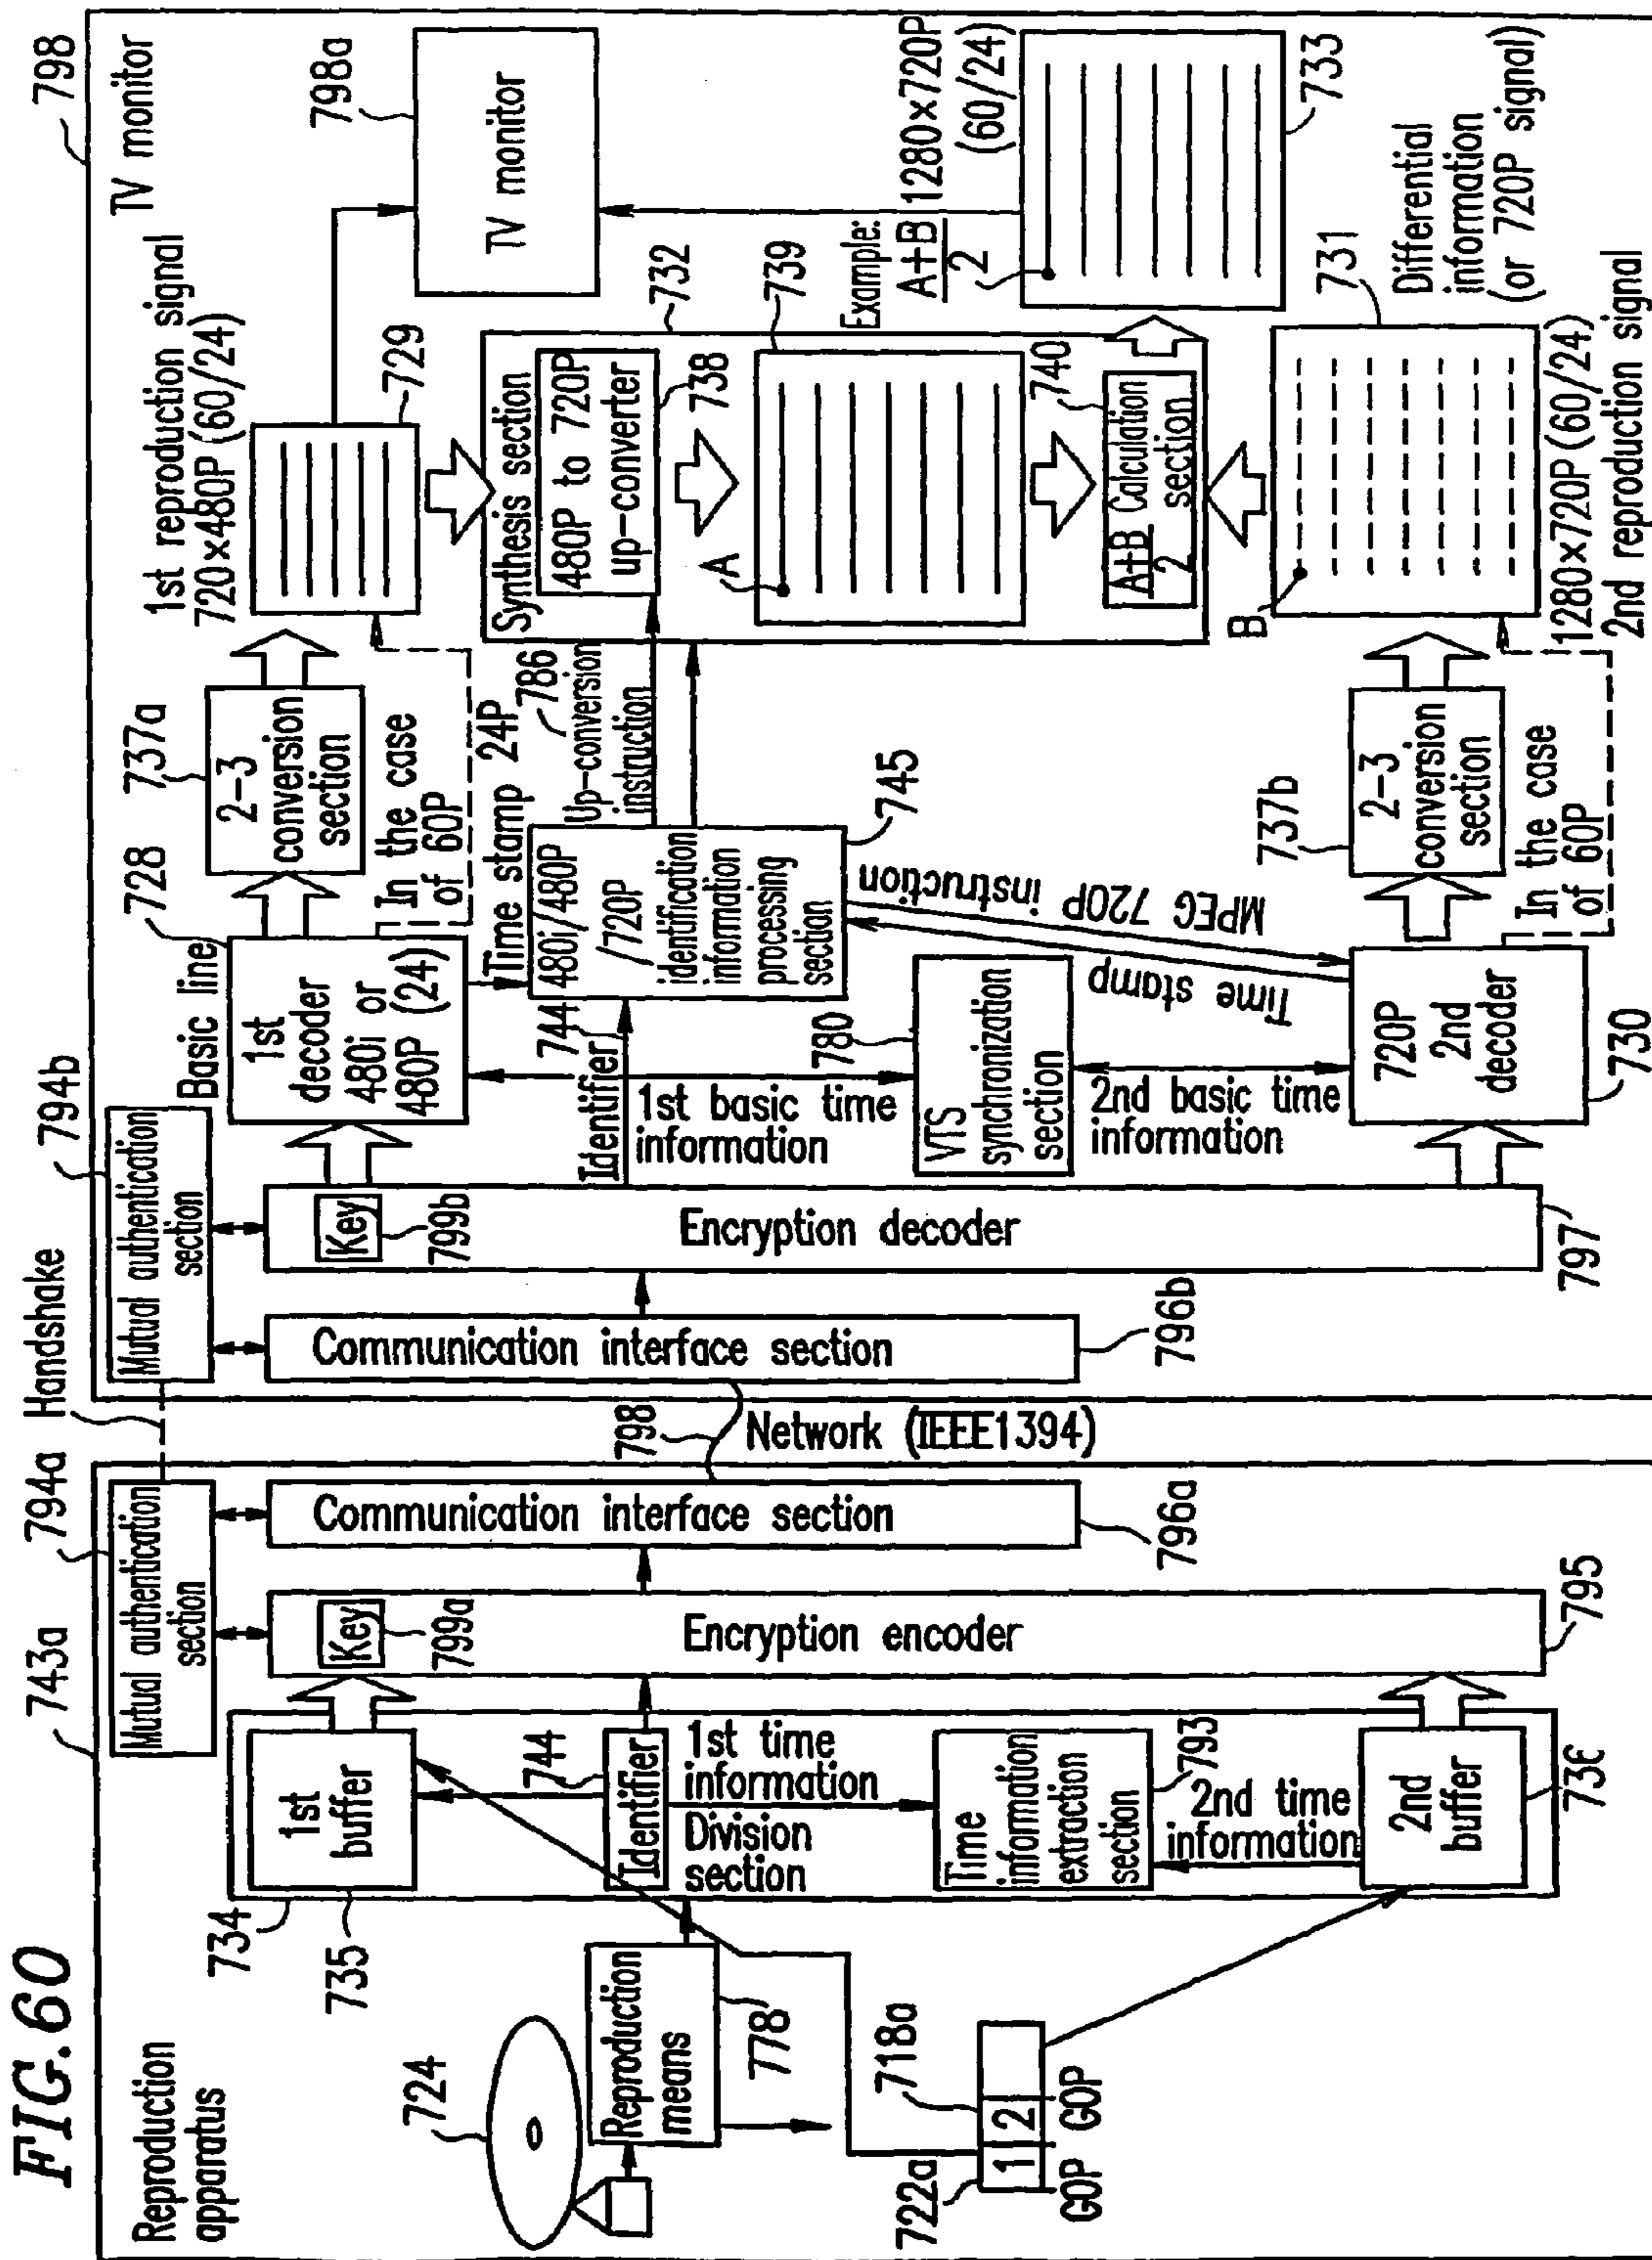 FIG. 60
Reproduction
apparatus
743a
794a
Handshake
794b
798
Mutual authentication
section
Mutual authentication
section
TV monitor
724
Reproduction
means
778
722a
718a
1
2
GOP
GOP
734
735
1st
buffer
744
Identifier
1st time
information
Division
section
Time
information
extraction
section
793
2nd time
information
2nd
buffer
736
Key
799a
Encryption encoder
795
Communication interface section
796a
798
Network (IEEE1394)
Communication interface section
796b
Key
799b
Encryption decoder
797
Basic line
728
1st
decoder
480i or
480P (24)
744
Identifier
1st basic time
information
780
VTS
synchronization
section
2nd basic time
information
720P
2nd
decoder
730
737a
2-3
conversion
section
In the case
of 60P
Time stamp 24P
480i/480P
/720P
identification
information
processing
section
745
786
Up-conversion
instruction
MPEG 720P instruction
Time stamp
737b
2-3
conversion
section
In the case
of 60P
1st reproduction signal
720×480P (60/24)
729
Synthesis section
732
480P to 720P
up-converter
738
A
739
740
A+B
2
Calculation
section
B
731
1280×720P (60/24)
2nd reproduction signal
Differential
information
(or 720P signal)
798a
TV monitor
Example:
A+B
2
1280×720P
(60/24)
733